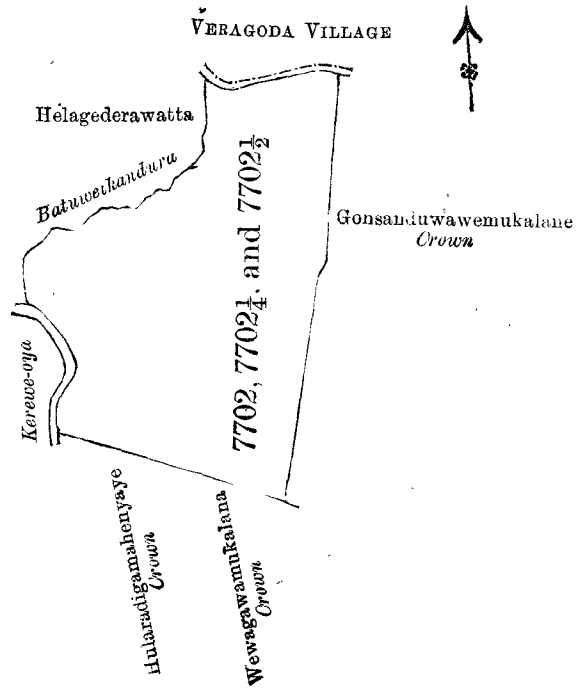 VERAGODA VILLAGE
Helagederawatta
Batuweikandura
7702, 7702¼, and 7702½
Gonsanduwawemukalane
Crown
Kerewe-oya
Hularadigamahenyaye
Crown
Wewagawamukalana
Crown